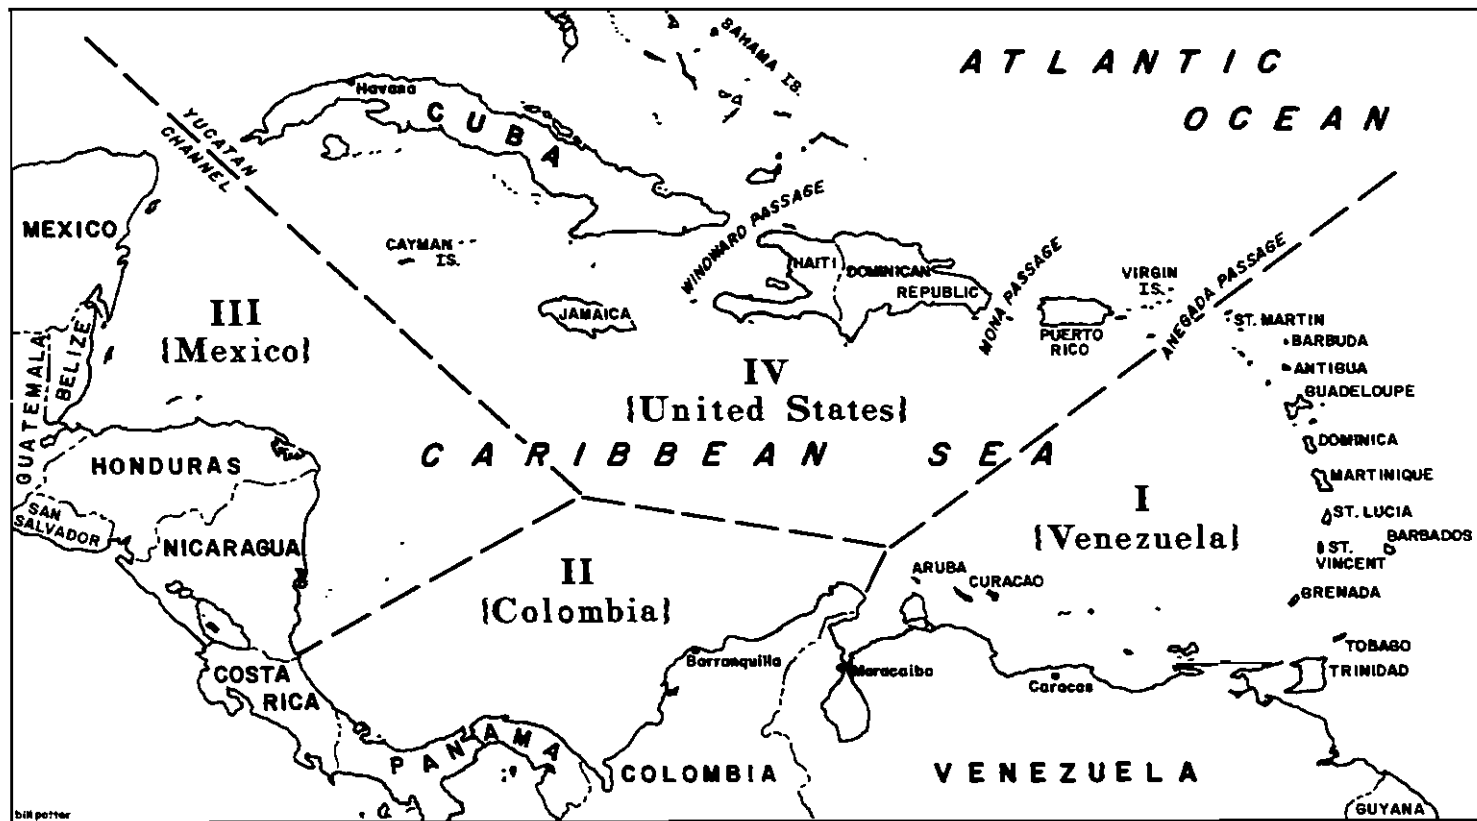 BAHAMA IS.
ATLANTIC
OCEAN
Havana
CUBA
YUCATAN
CHANNEL
MEXICO
CAYMAN
IS.
WINDWARD PASSAGE
HAITI
DOMINICAN
REPUBLIC
JAMAICA
MONA PASSAGE
PUERTO
RICO
VIRGIN
IS.
ANEGADA PASSAGE
ST. MARTIN
BARBUDA
ANTIGUA
GUADELOUPE
DOMINICA
MARTINIQUE
ST. LUCIA
BARBADOS
ST.
VINCENT
GRENADA
TOBAGO
TRINIDAD
III
{Mexico}
IV
{United States}
CARIBBEAN SEA
I
{Venezuela}
II
{Colombia}
BELIZE
GUATEMALA
HONDURAS
SAN
SALVADOR
NICARAGUA
COSTA
RICA
PANAMA
ARUBA
CURACAO
Barranquilla
Maracaibo
Caracas
COLOMBIA
VENEZUELA
GUYANA
bill potter